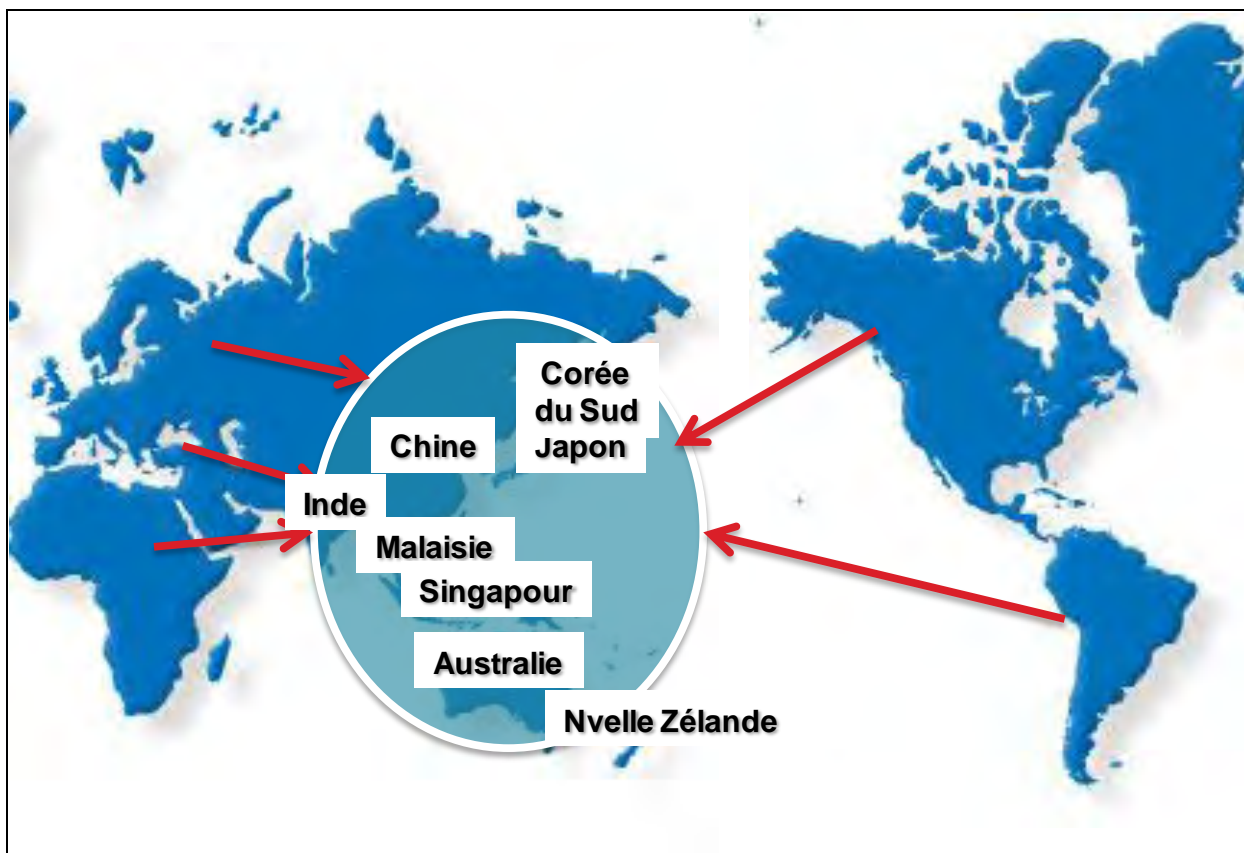 Corée
du Sud
Japon
Chine
Inde
Malaisie
Singapour
Australie
Nvelle Zélande